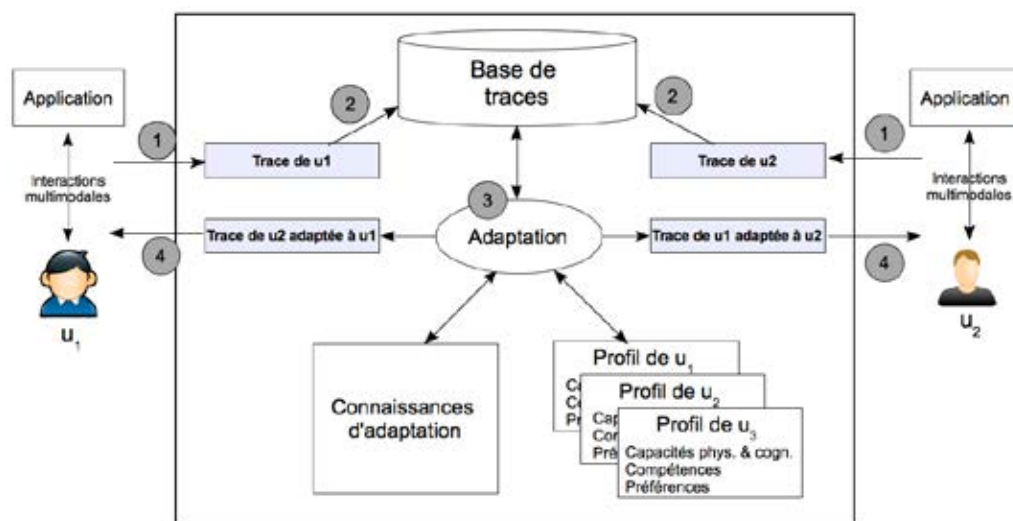 Base de
traces
Application
Application
2
2
1
1
Trace de u1
Trace de u2
Interactions
multimodales
Interactions
multimodales
3
Trace de u2 adaptée à u1
Adaptation
Trace de u1 adaptée à u2
4
4
u1
u2
Connaissances
d'adaptation
Profil de u1
Profil de u2
Profil de u3
Capacités phys. & cogn.
Compétences
Préférences